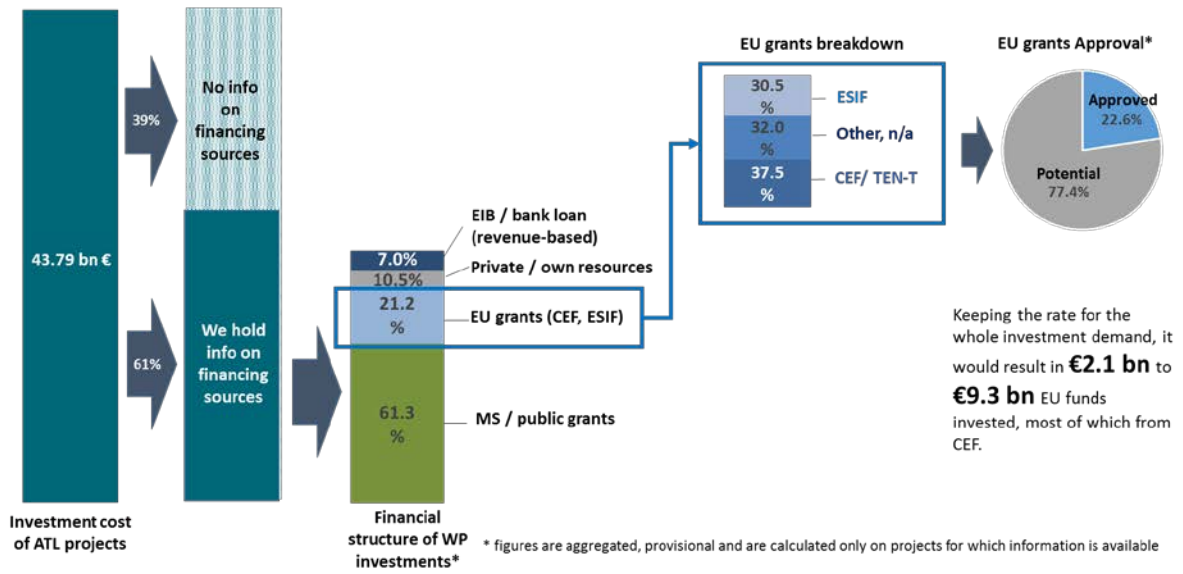 43.79 bn €
Investment cost
of ATL projects
39%
61%
No info
on
financing
sources
We hold
info on
financing
sources
7.0%
10.5%
21.2
%
61.3
%
EIB / bank loan
(revenue-based)
Private / own resources
EU grants (CEF, ESIF)
MS / public grants
Financial
structure of WP
investments*
EU grants breakdown
30.5
%
32.0
%
37.5
%
ESIF
Other, n/a
CEF/ TEN-T
EU grants Approval*
Approved
22.6%
Potential
77.4%
Keeping the rate for the
whole investment demand, it
would result in €2.1 bn to
€9.3 bn EU funds
invested, most of which from
CEF.
* figures are aggregated, provisional and are calculated only on projects for which information is available